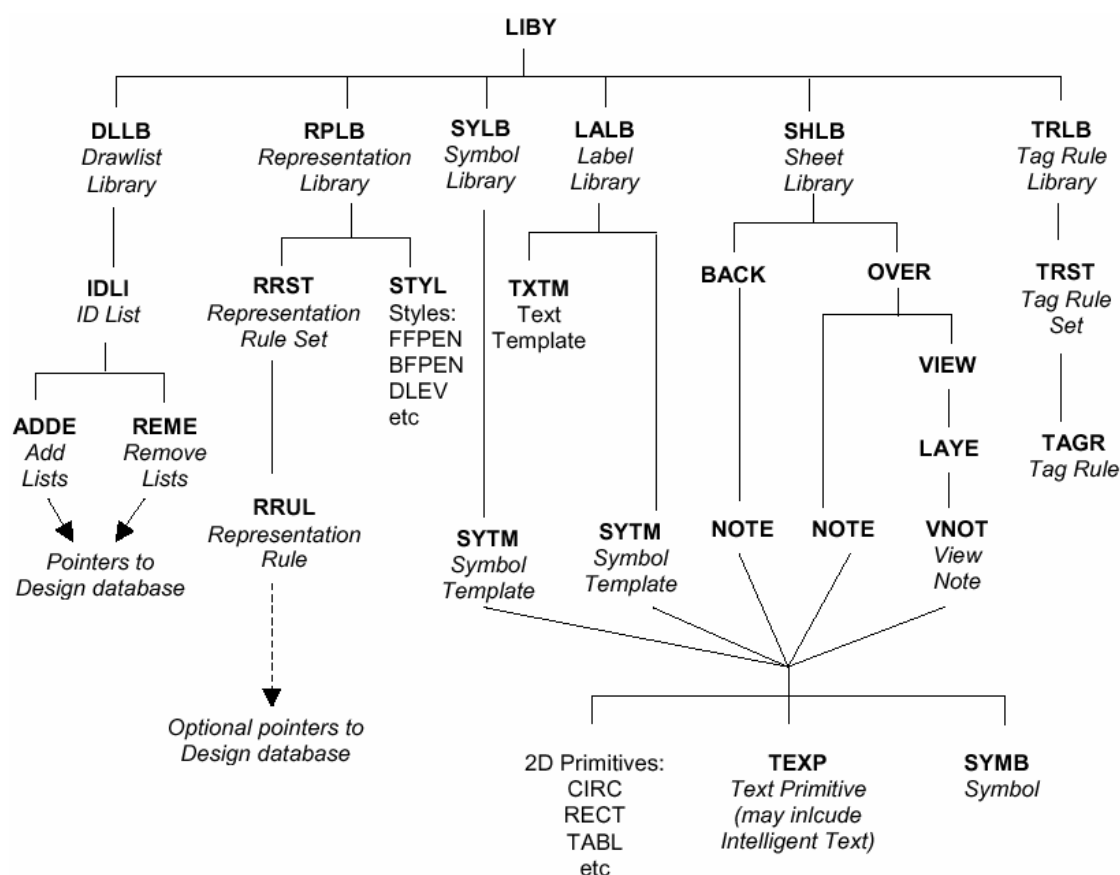 LIBY
DLLB
Drawlist
Library
RPLB
Representation
Library
SYLB
Symbol
Library
LALB
Label
Library
SHLB
Sheet
Library
TRLB
Tag Rule
Library
IDLI
ID List
RRST
Representation
Rule Set
STYL
Styles:
FFPEN
BFPEN
DLEV
etc
TXTM
Text
Template
BACK
OVER
TRST
Tag Rule
Set
VIEW
ADDE
Add
Lists
REME
Remove
Lists
LAYE
TAGR
Tag Rule
RRUL
Representation
Rule
SYTM
Symbol
Template
SYTM
Symbol
Template
NOTE
NOTE
VNOT
View
Note
Pointers to
Design database
Optional pointers to
Design database
2D Primitives:
CIRC
RECT
TABL
etc
TEXP
Text Primitive
(may inlcude
Intelligent Text)
SYMB
Symbol